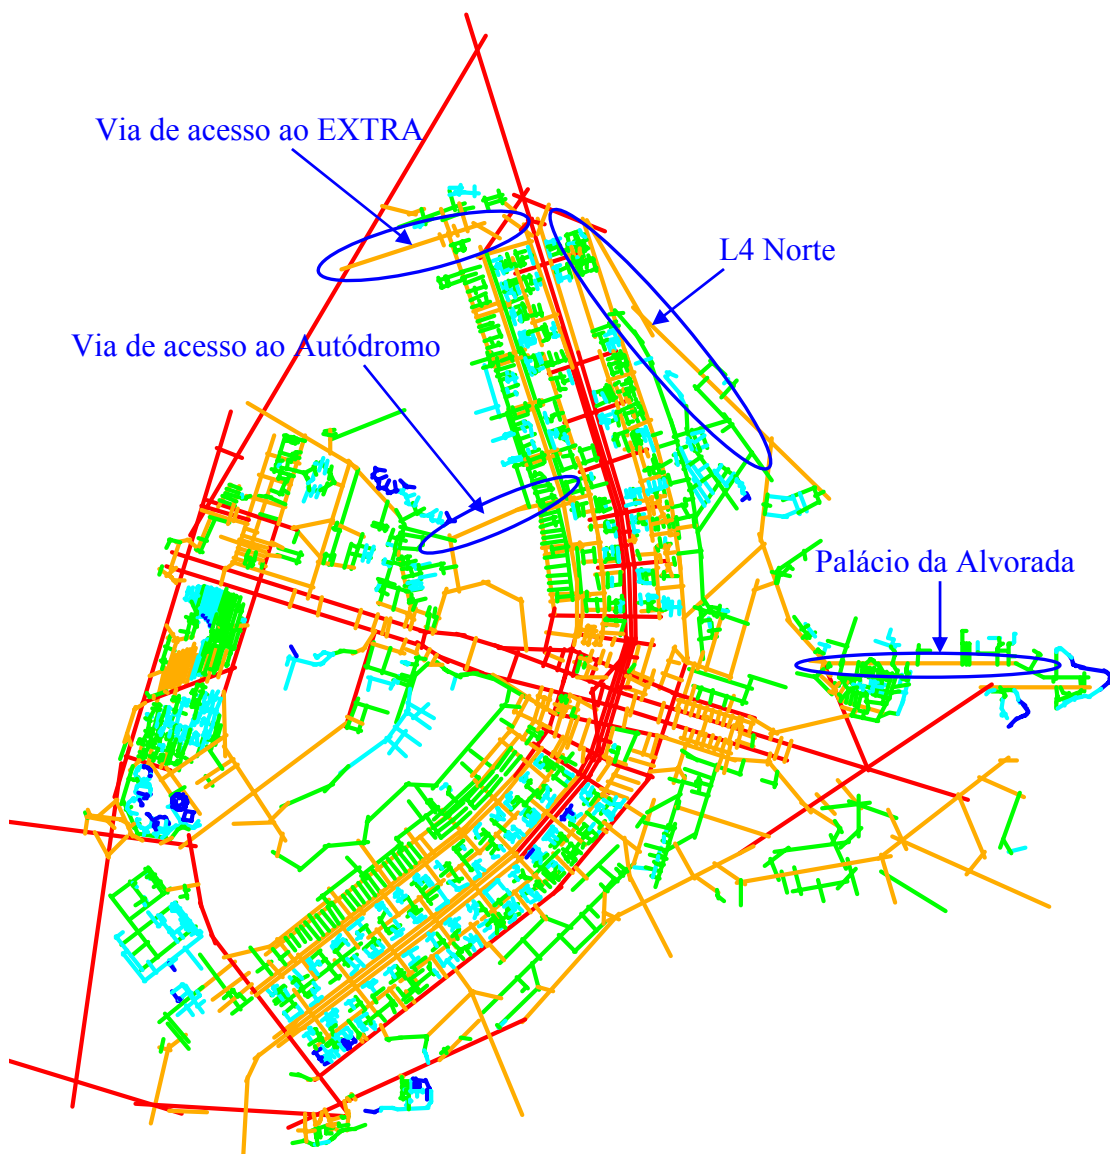 Via de acesso ao EXTRA
L4 Norte
Via de acesso ao Autódromo
Palácio da Alvorada